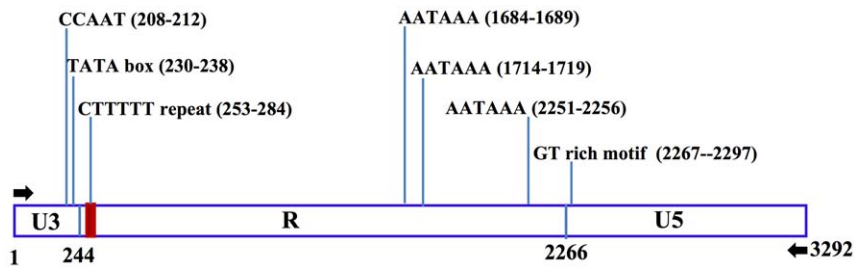 CCAAT (208-212)
AATAAA (1684-1689)
TATA box (230-238)
AATAAA (1714-1719)
CTTTTT repeat (253-284)
AATAAA (2251-2256)
GT rich motif (2267--2297)
U3
R
U5
1
244
2266
3292